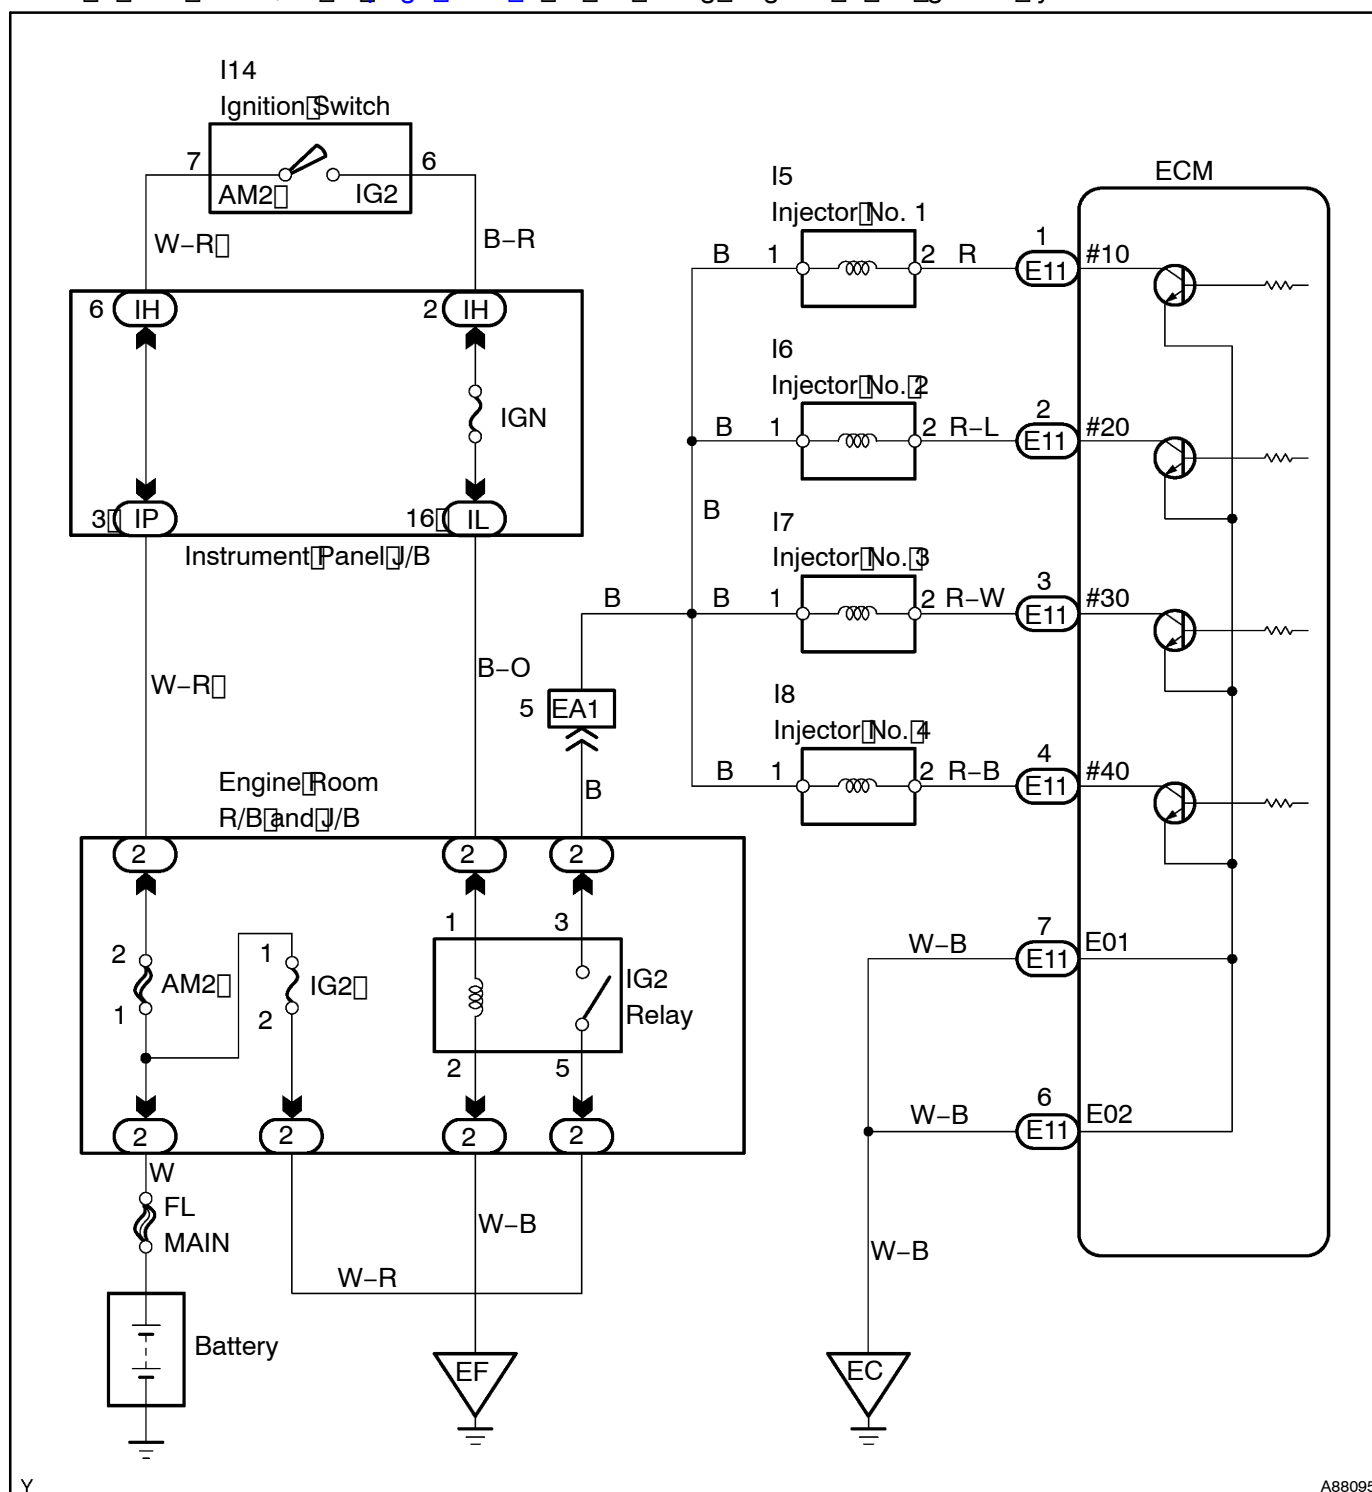 I14
Ignition Switch
7
6
AM2
IG2
W–R
B–R
6
IH
2
IH
IGN
3
IP
16
IL
Instrument Panel J/B
W–R
B–O
5
EA1
B
B
Engine Room
R/B and J/B
2
2
2
2
AM2
1
1
IG2
2
1
3
IG2
Relay
2
5
2
2
2
2
W
FL
MAIN
W–B
W–R
Battery
EF
I5
Injector No. 1
B
1
2
R
1
E11
#10
ECM
I6
Injector No. 2
B
1
2
R–L
2
E11
#20
B
I7
Injector No. 3
B
1
2
R–W
3
E11
#30
I8
Injector No. 4
B
1
2
R–B
4
E11
#40
W–B
7
E11
E01
W–B
6
E11
E02
W–B
EC
Y
A88095